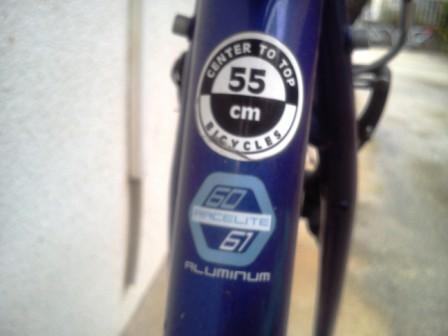 CENTER TO TOP
55
cm
BICYCLES
60
RACELITE
61
ALUMINUM